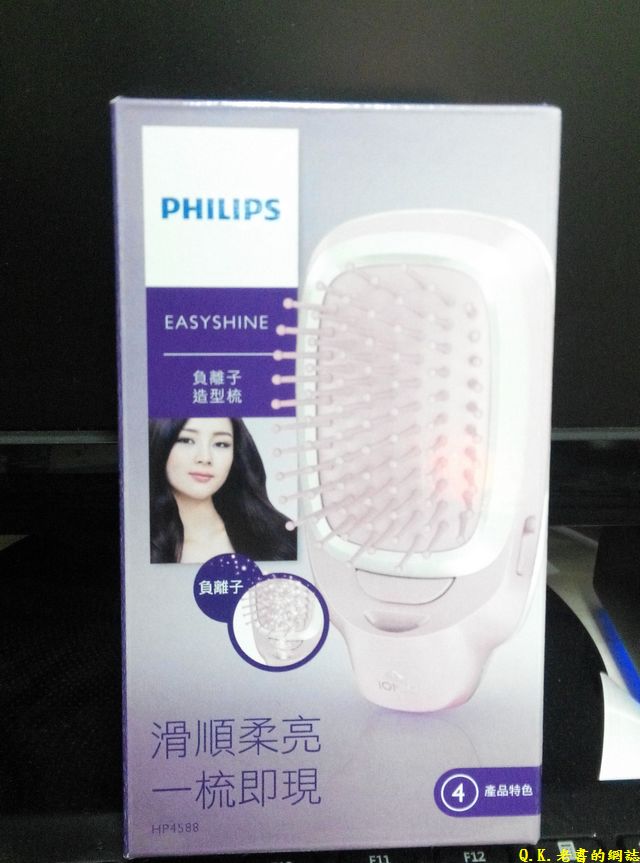 PHILIPS
EASYSHINE
負離子
造型梳
負離子
滑順柔亮
一梳即現
HP4588
4 產品特色
F11
F12
Q.K.老書的網誌